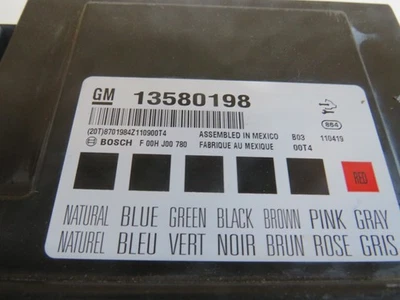 GM 13580198
(20T)8701984Z110900T4 ASSEMBLED IN MEXICO 803 110419
BOSCH F 00H J00 780 FABRIQUE AU MEXIQUE 00T4
864
RED
NATURAL BLUE GREEN BLACK BROWN PINK GRAY
NATUREL BLEU VERT NOIR BRUN ROSE GRIS